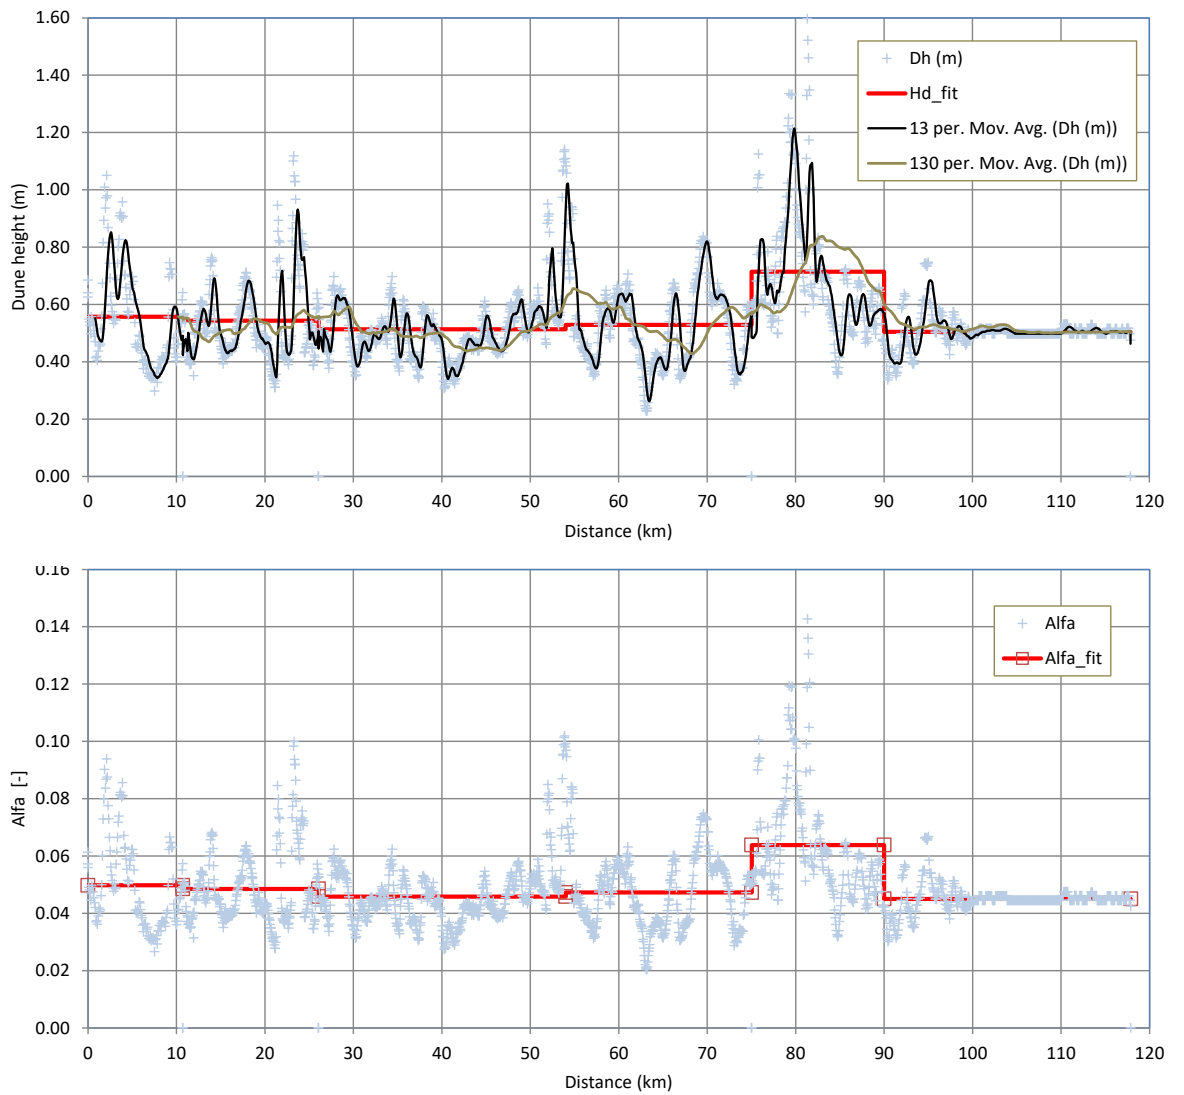 1.60
1.40
1.20
1.00
0.80
0.60
0.40
0.20
0.00
Dune height (m)
Dh (m)
Hd_fit
13 per. Mov. Avg. (Dh (m))
130 per. Mov. Avg. (Dh (m))
0 10 20 30 40 50 60 70 80 90 100 110 120
Distance (km)
0.16
0.14
0.12
0.10
0.08
0.06
0.04
0.02
0.00
Alfa [-]
Alfa
Alfa_fit
0 10 20 30 40 50 60 70 80 90 100 110 120
Distance (km)